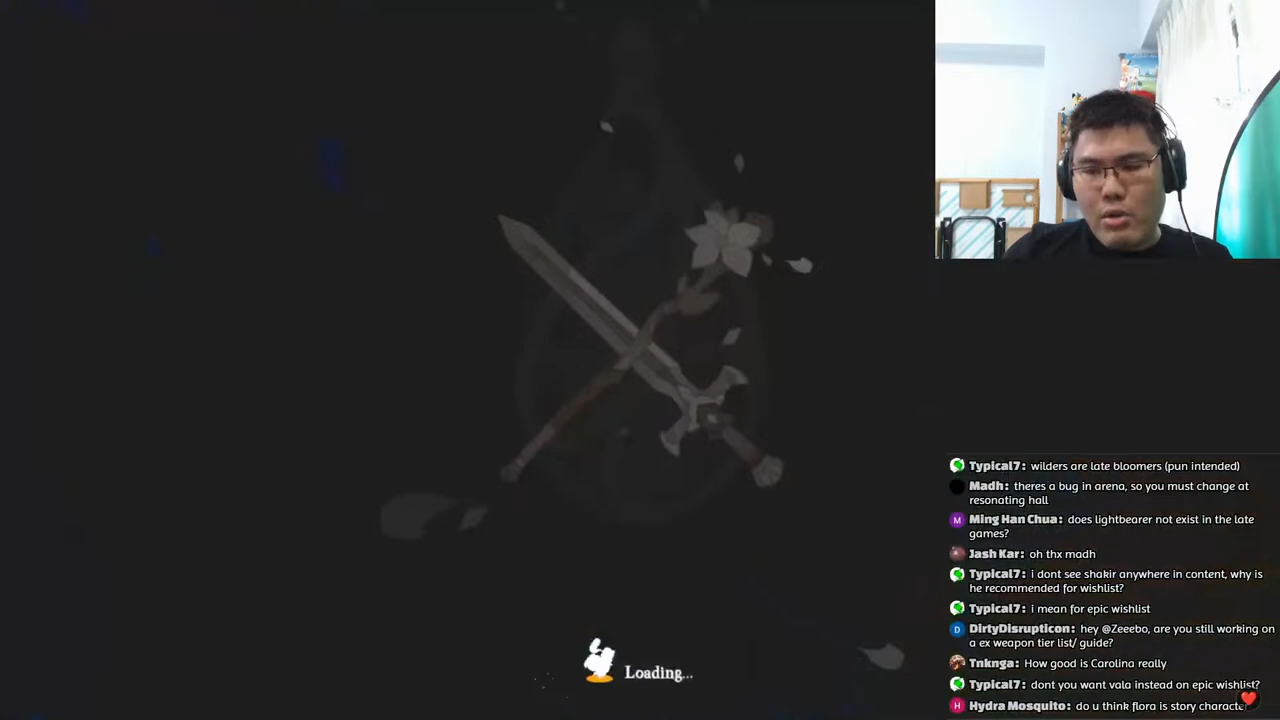 Loading...
Typical7: wilders are late bloomers (pun intended)
Madh: theres a bug in arena, so you must change at
resonating hall
M Ming Han Chua: does lightbearer not exist in the late
games?
Jash Kar: oh thx madh
Typical7: i dont see shakir anywhere in content, why is
he recommended for wishlist?
Typical7: i mean for epic wishlist
D DirtyDisrupticon: hey @Zeeebo, are you still working on
a ex weapon tier list/ guide?
Tnknga: How good is Carolina really
Typical7: dont you want vala instead on epic wishlist?
H Hydra Mosquito: do u think flora is story